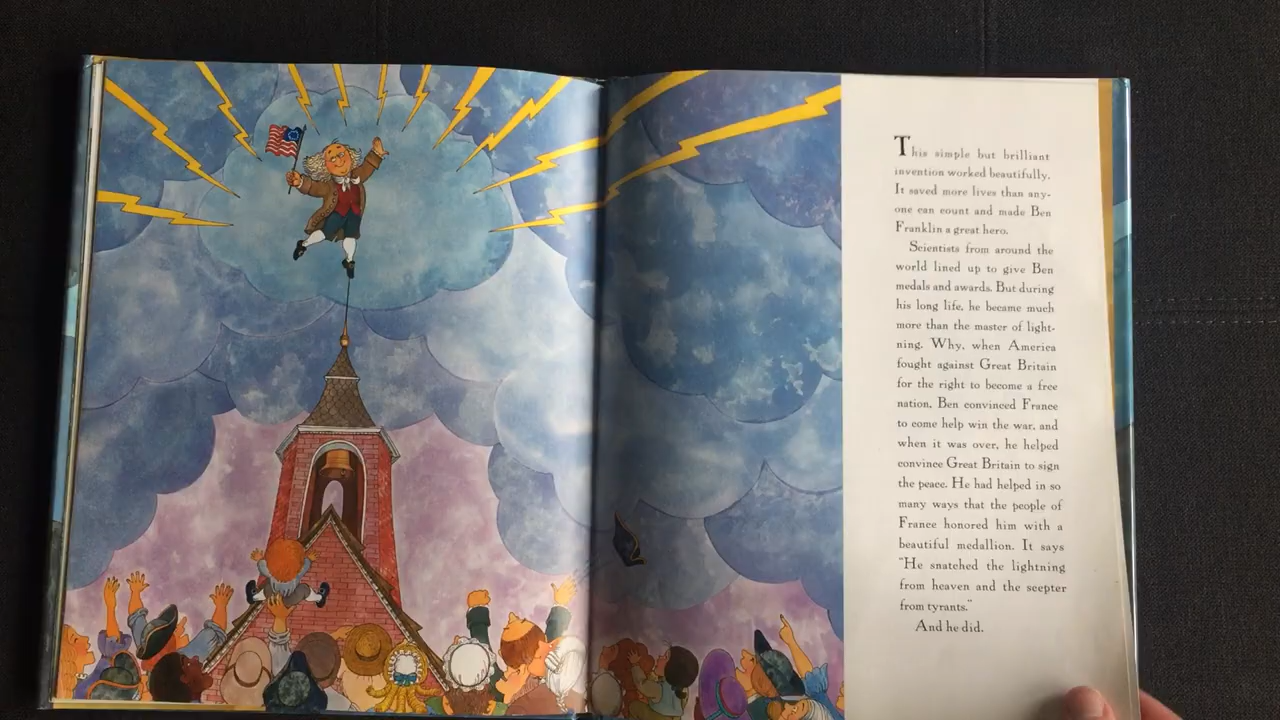 This simple but brilliant
invention worked beautifully.
It saved more lives than any-
one can count and made Ben
Franklin a great hero.
Scientists from around the
world lined up to give Ben
medals and awards. But during
his long life, he became much
more than the master of light-
ning. Why, when America
fought against Great Britain
for the right to become a free
nation, Ben convinced France
to come help win the war, and
when it was over, he helped
convince Great Britain to sign
the peace. He had helped in so
many ways that the people of
France honored him with a
beautiful medallion. It says
"He snatched the lightning
from heaven and the scepter
from tyrants."
And he did.